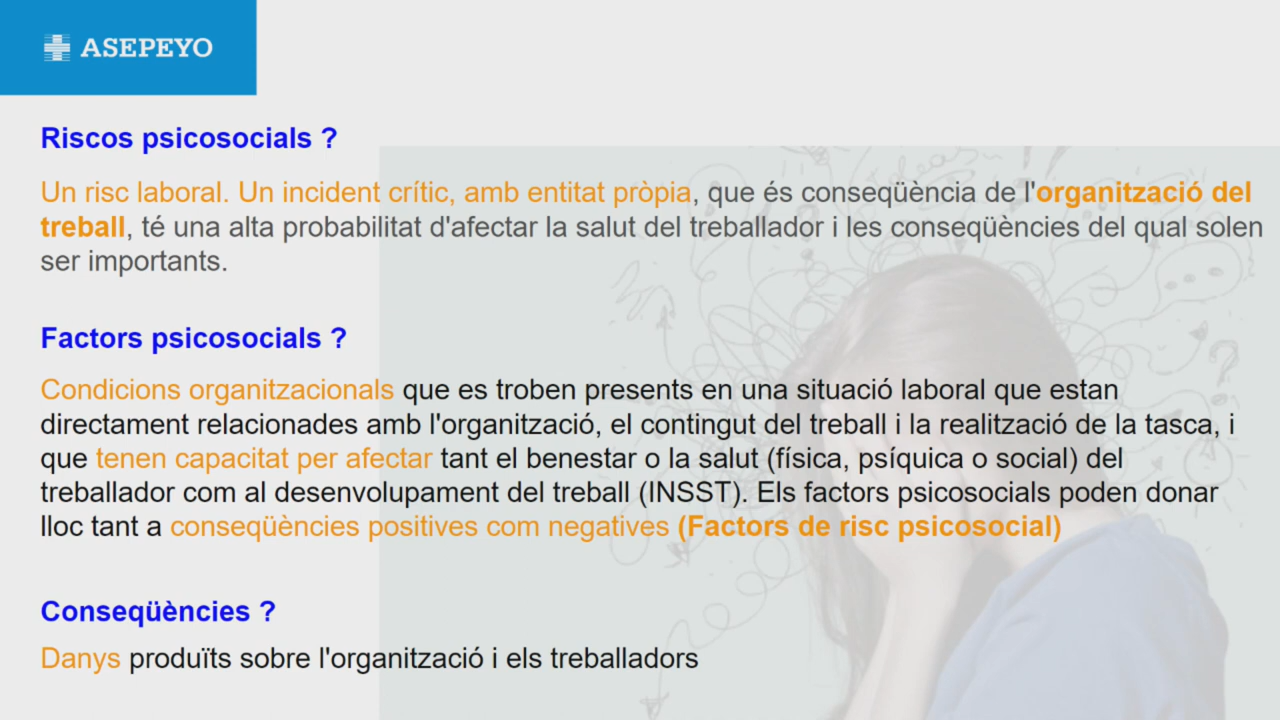 ASEPEYO
Riscos psicosocials ?
Un risc laboral. Un incident crític, amb entitat pròpia, que és conseqüència de l'organització del
treball, té una alta probabilitat d'afectar la salut del treballador i les conseqüències del qual solen
ser importants.
Factors psicosocials ?
Condicions organitzacionals que es troben presents en una situació laboral que estan
directament relacionades amb l'organització, el contingut del treball i la realització de la tasca, i
que tenen capacitat per afectar tant el benestar o la salut (física, psíquica o social) del
treballador com al desenvolupament del treball (INSST). Els factors psicosocials poden donar
lloc tant a conseqüències positives com negatives (Factors de risc psicosocial)
Conseqüències ?
Danys produïts sobre l'organització i els treballadors